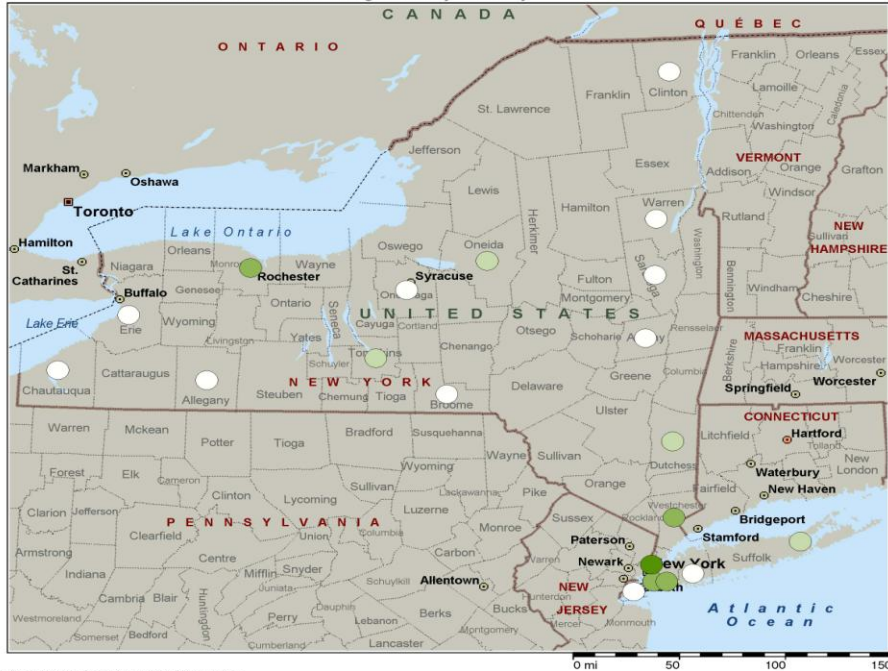 CANADA
QUÉBEC
ONTARIO
Franklin
Orleans
Essex
Franklin
Clinton
Lamoille
St. Lawrence
Chittenden
Caledonia
Washington
Jefferson
Essex
VERMONT
Markham
Oshawa
Addison
Orange
Grafton
Lewis
Windsor
Toronto
Hamilton
Warren
Rutland
NEW
HAMPSHIRE
Sullivan
Lake Ontario
Herkimer
Washington
Hamilton
Oswego
Oneida
St.
Catharines
Niagara
Orleans
Rochester
Wayne
Syracuse
Fulton
Bennington
Windham
Cheshire
Buffalo
Genesee
Ontario
Seneca
Montgomery
Lake Erie
Erie
Wyoming
Livingston
Yates
Cayuga
Cortland
UNITED STATES
Otsego
Schoharie
Rensselaer
MASSACHUSETTS
Chenango
Berkshire
Franklin
Hampshire
Worcester
Schuyler
Chautauqua
Cattaraugus
Allegany
Steuben
NEW YORK
Chemung
Tioga
Broome
Delaware
Greene
Columbia
Springfield
Worcester
Ulster
CONNECTICUT
Warren
Mckean
Potter
Tioga
Bradford
Susquehanna
Litchfield
Hartford
Tolland
Wayne
Sullivan
Dutchess
Waterbury
New
London
Forest
Elk
Cameron
Wyoming
Orange
Fairfield
New Haven
Clinton
Lycoming
Sullivan
Lackawanna
Pike
Westchester
Rockland
Bridgeport
Clarion
Jefferson
Clearfield
PENNSYLVANIA
Union
Columbia
Luzerne
Monroe
Sussex
Stamford
Armstrong
Centre
Carbon
Paterson
Suffolk
Indiana
Mifflin
Snyder
Juniata
Schuylkill
Allentown
Warren
Newark
ew York
Cambria
Blair
Huntingdon
Perry
Dauphin
Lebanon
Berks
Bucks
Hunterdon
NEW
JERSEY
Mercer
Monmouth
Atlantic
Ocean
Westmoreland
Somerset
Bedford
Cumberland
Lancaster
Montgomery
0 mi
50
100
150